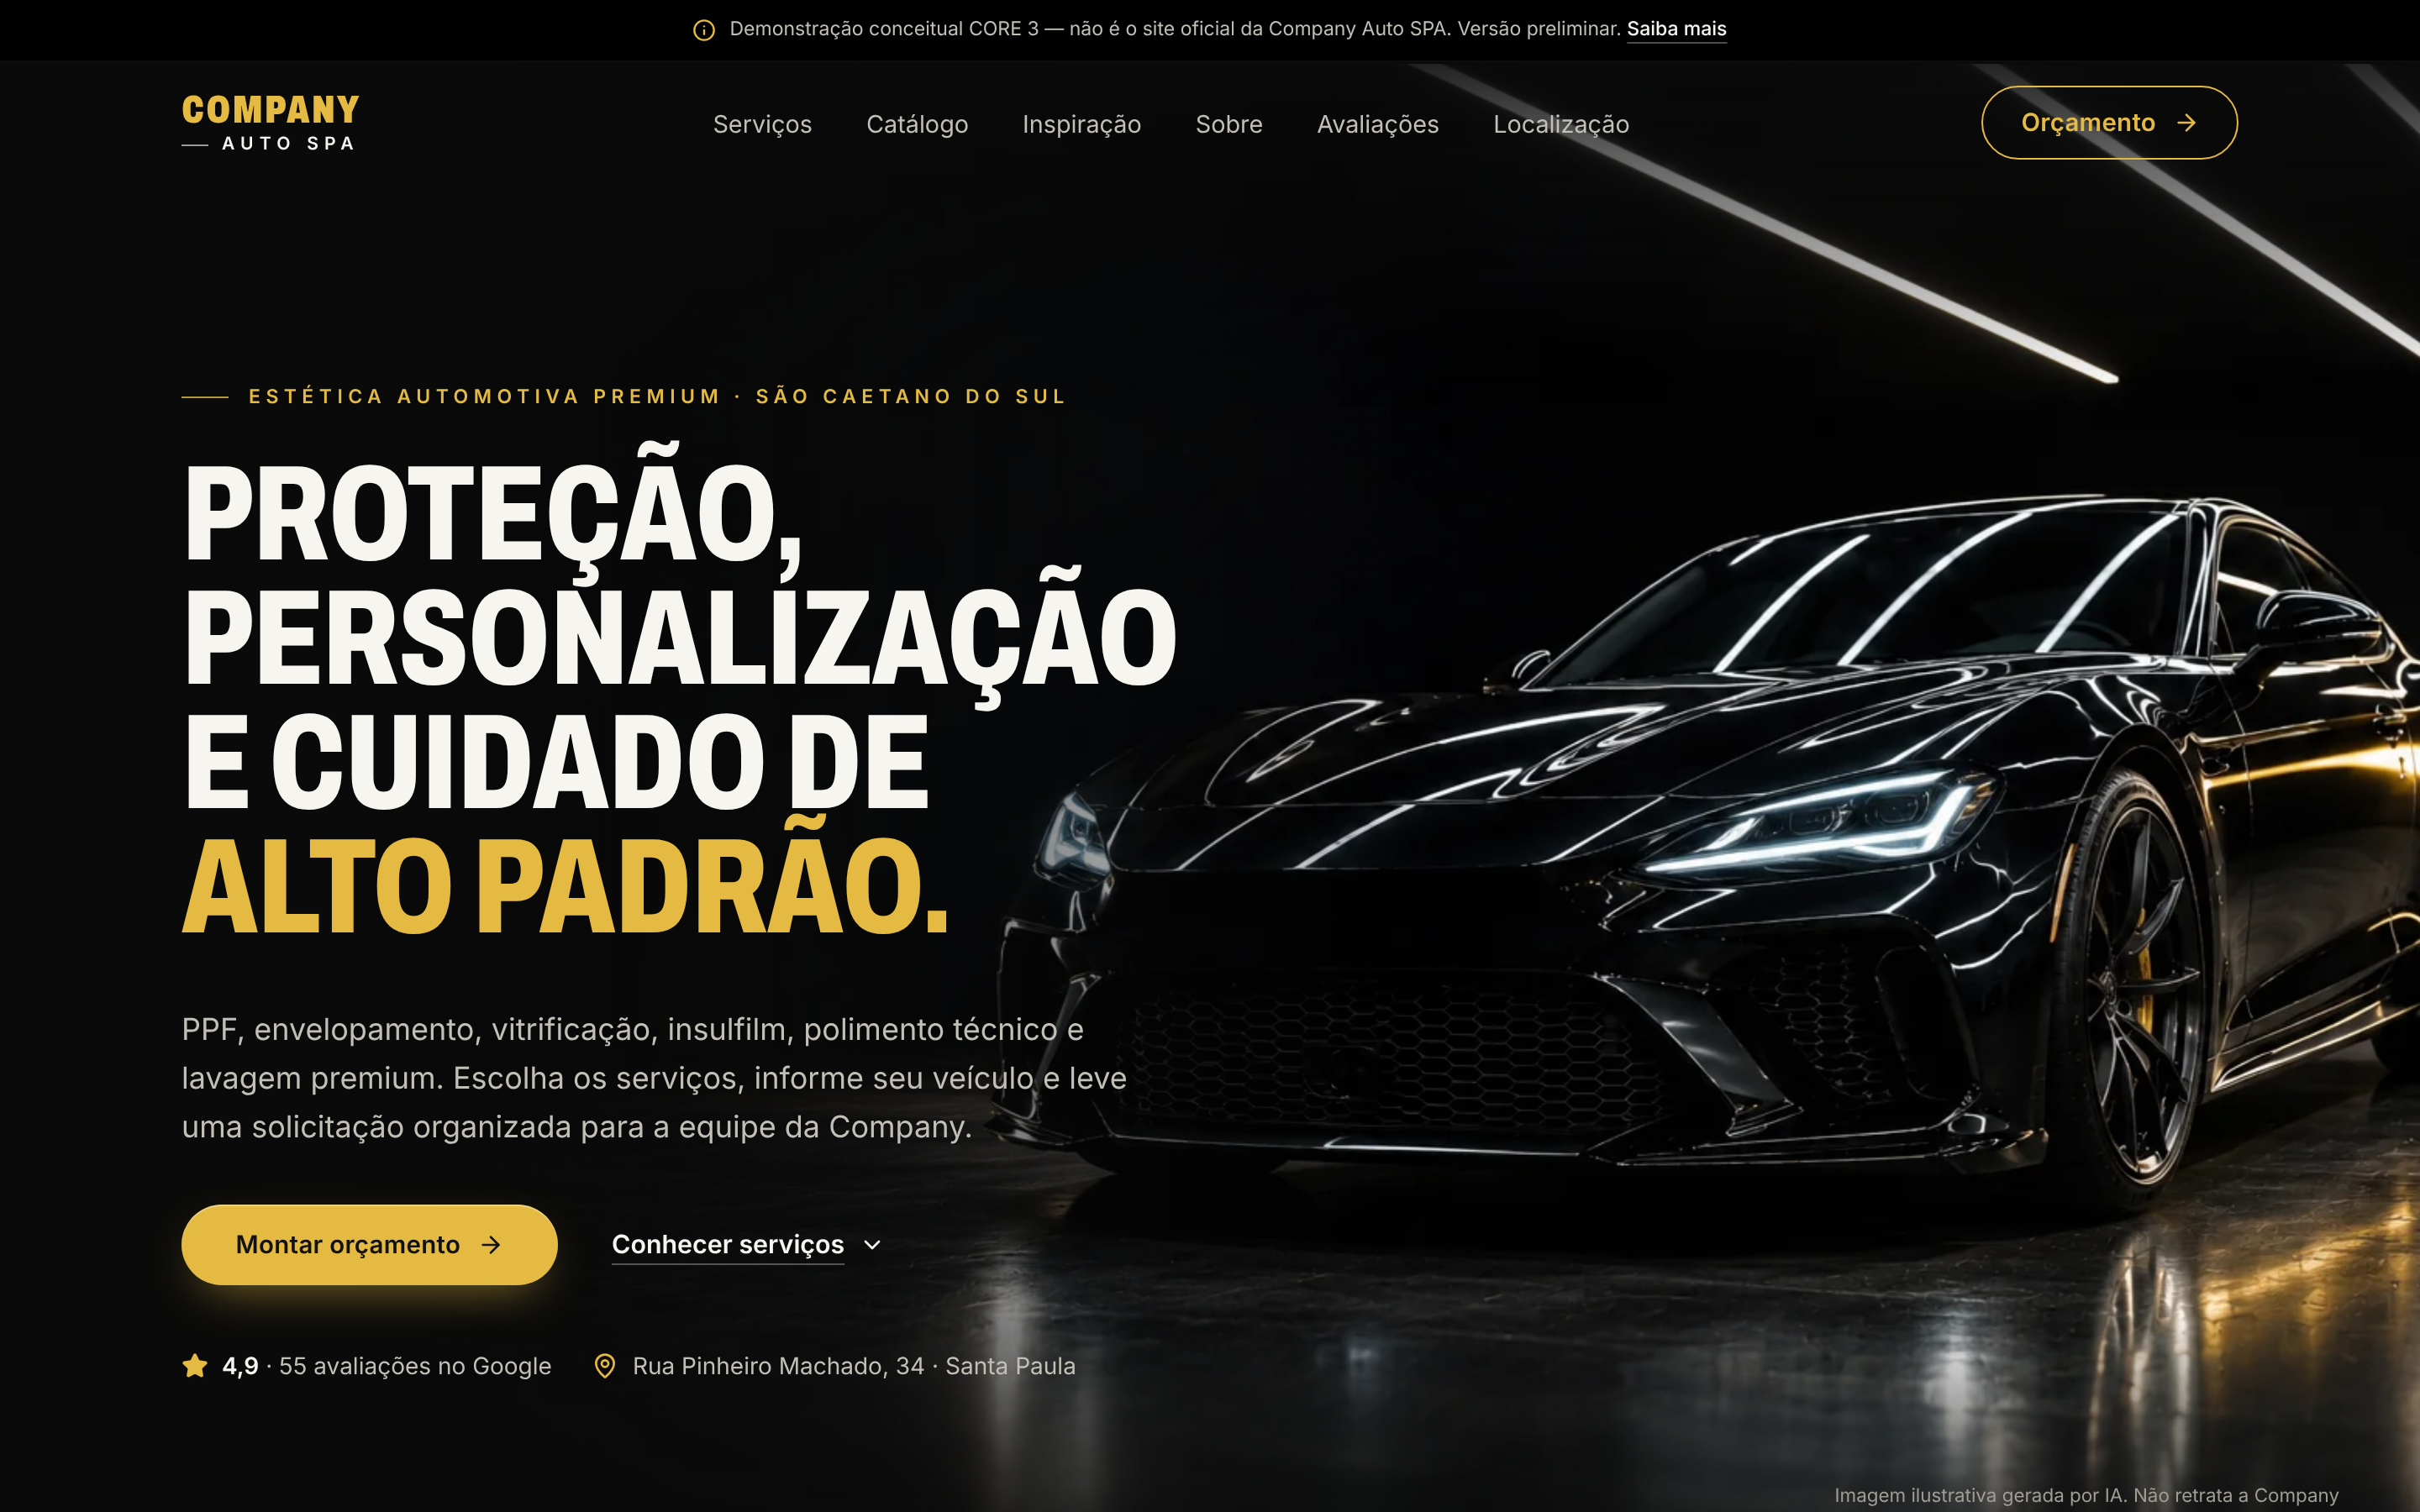 Demonstração conceitual CORE 3 — não é o site oficial da Company Auto SPA. Versão preliminar. Saiba mais
COMPANY
AUTO SPA
Serviços
Catálogo
Inspiração
Sobre
Avaliações
Localização
Orçamento
ESTÉTICA AUTOMOTIVA PREMIUM · SÃO CAETANO DO SUL
PROTEÇÃO,
PERSONALIZAÇÃO
E CUIDADO DE
ALTO PADRÃO.
PPF, envelopamento, vitrificação, insulfilm, polimento técnico e
lavagem premium. Escolha os serviços, informe seu veículo e leve
uma solicitação organizada para a equipe da Company.
Montar orçamento
Conhecer serviços
4,9 · 55 avaliações no Google
Rua Pinheiro Machado, 34 · Santa Paula
Imagem ilustrativa gerada por IA. Não retrata a Company